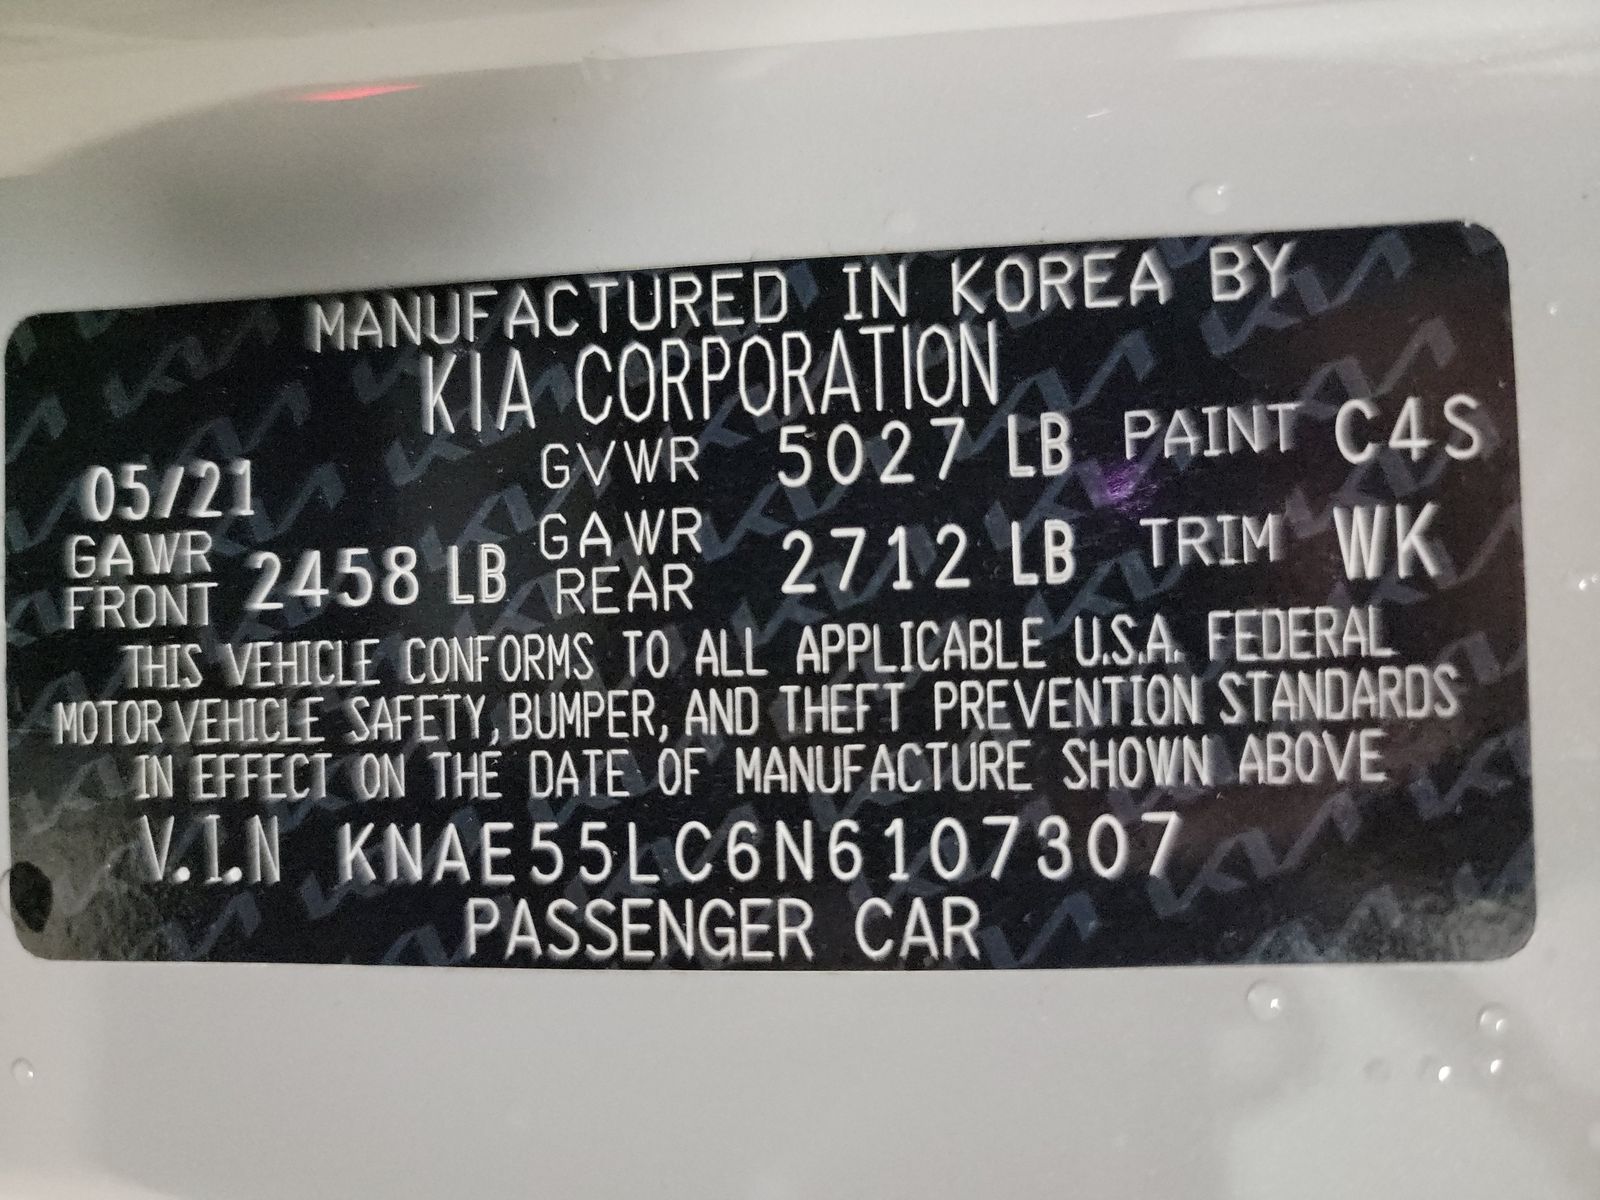 MANUFACTURED IN KOREA BY
KIA CORPORATION
05/21 GVWR 5027 LB PAINT C4S
GAWR FRONT 2458 LB GAWR REAR 2712 LB TRIM WK
THIS VEHICLE CONFORMS TO ALL APPLICABLE U.S.A. FEDERAL
MOTOR VEHICLE SAFETY, BUMPER, AND THEFT PREVENTION STANDARDS
IN EFFECT ON THE DATE OF MANUFACTURE SHOWN ABOVE
V.I.N KNAE55LC6N6107307
PASSENGER CAR